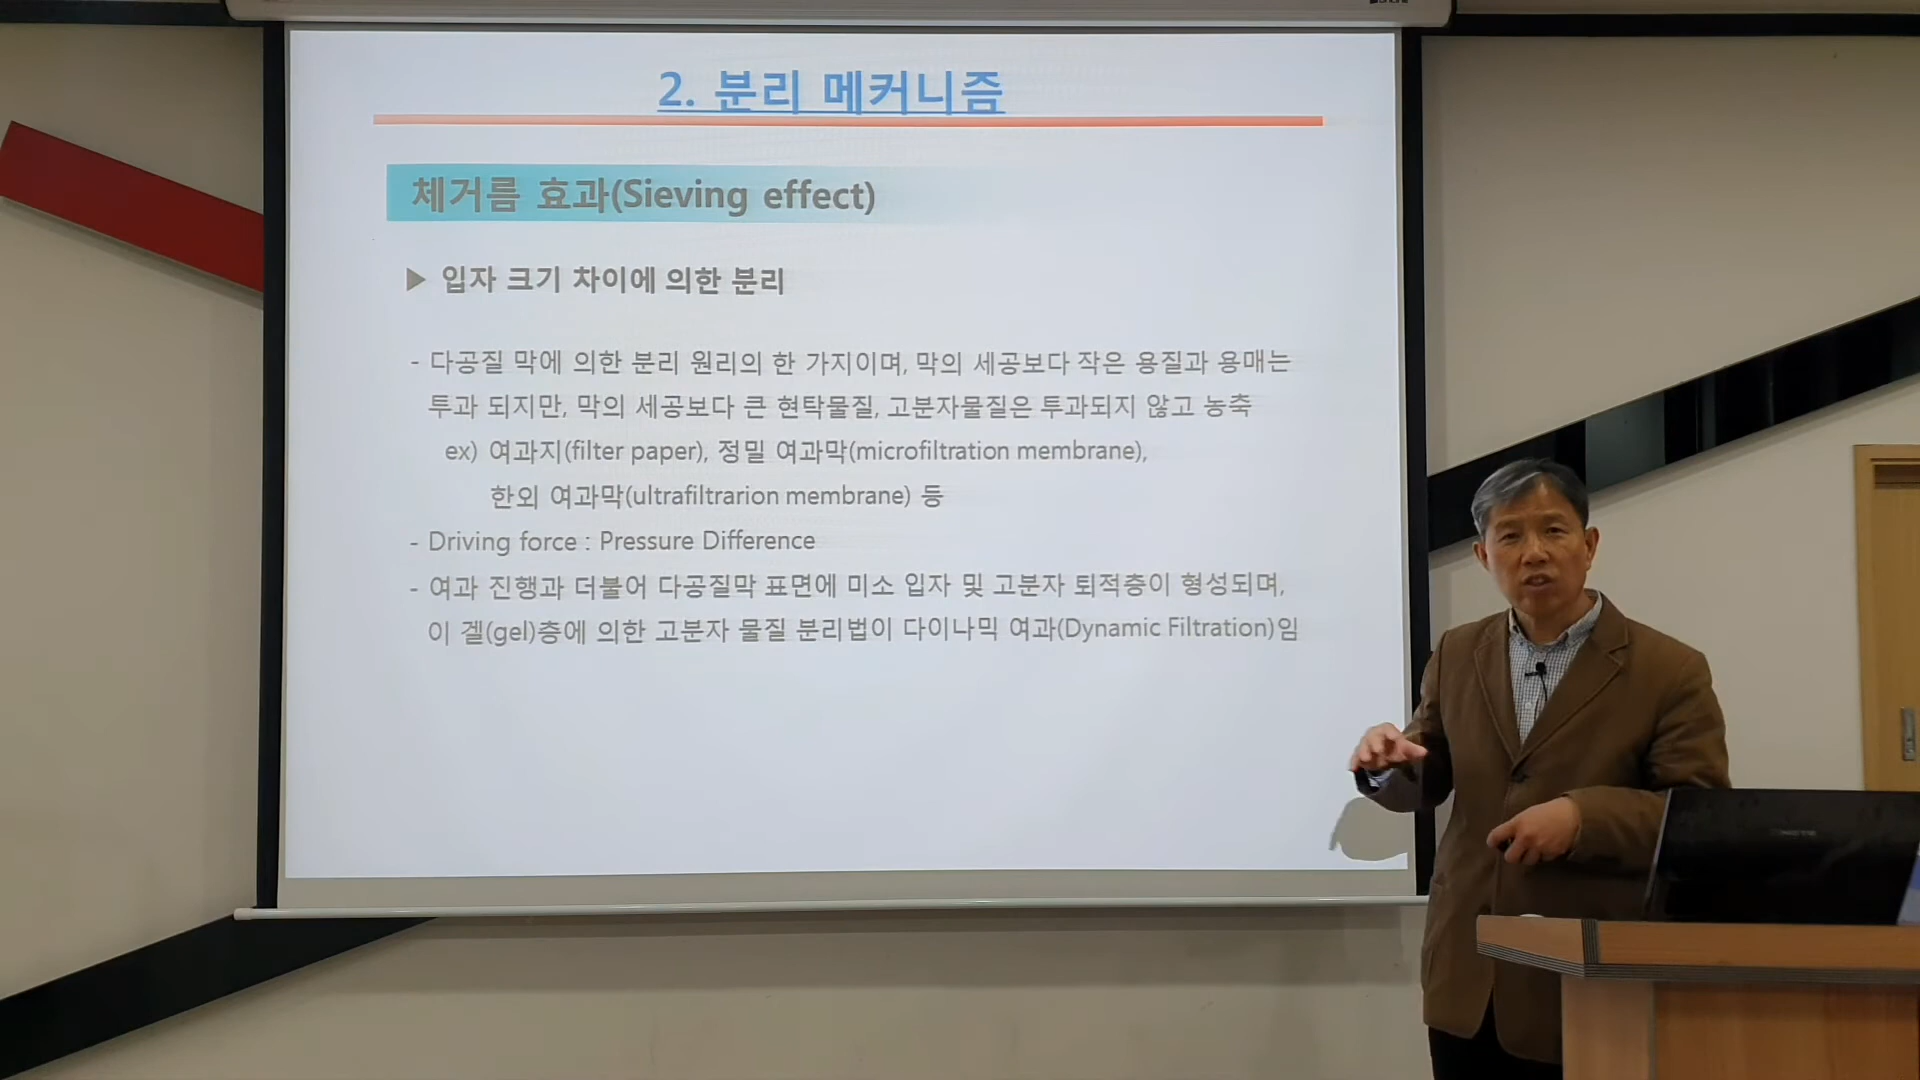 2. 분리 메커니즘
체거름 효과(Sieving effect)
▶ 입자 크기 차이에 의한 분리
- 다공질 막에 의한 분리 원리의 한 가지이며, 막의 세공보다 작은 용질과 용매는
투과 되지만, 막의 세공보다 큰 현탁물질, 고분자물질은 투과되지 않고 농축
ex) 여과지(filter paper), 정밀 여과막(microfiltration membrane),
한외 여과막(ultrafiltrarion membrane) 등
- Driving force : Pressure Difference
- 여과 진행과 더불어 다공질막 표면에 미소 입자 및 고분자 퇴적층이 형성되며,
이 겔(gel)층에 의한 고분자 물질 분리법이 다이나믹 여과(Dynamic Filtration)임